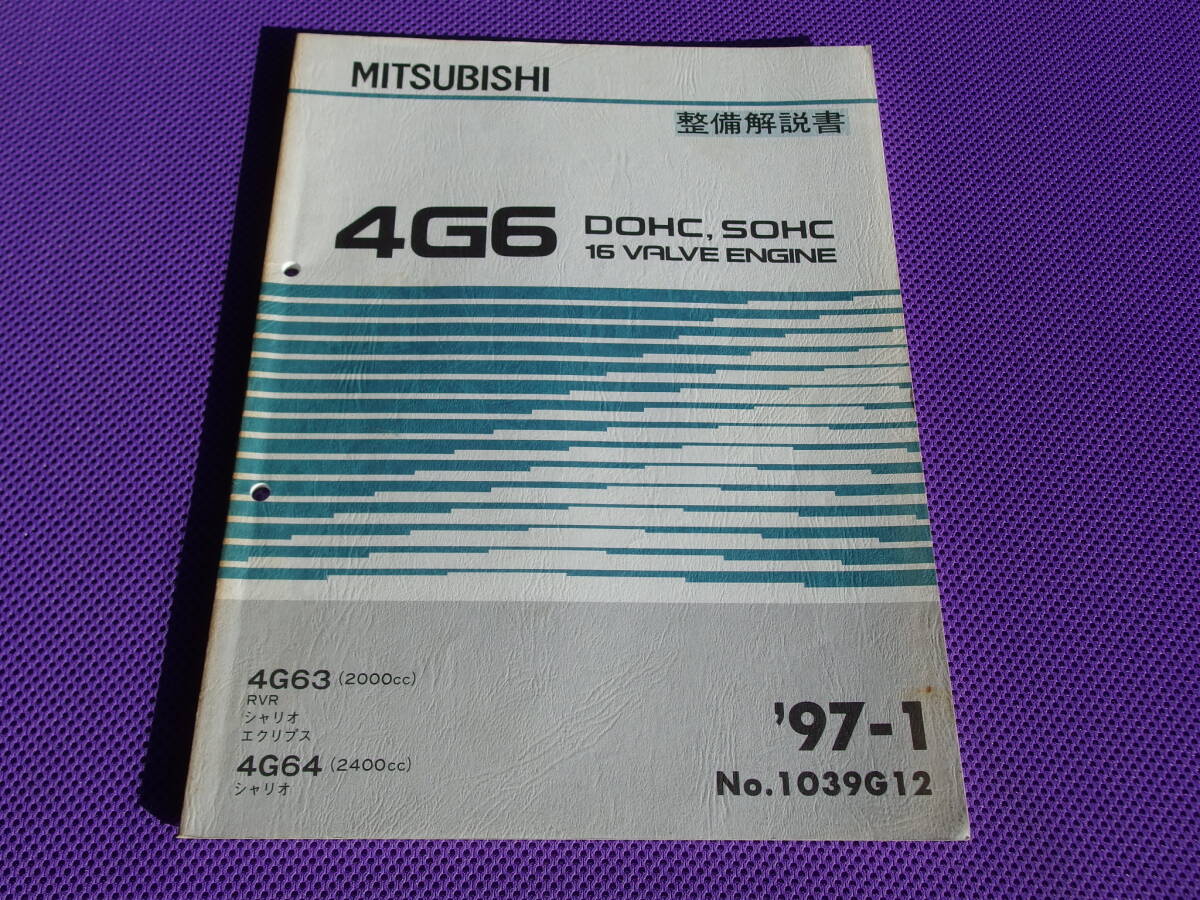 MITSUBISHI
整備解説書
4G6 DOHC, SOHC
16 VALVE ENGINE
4G63 (2000cc)
RVR
シャリオ
エクリプス
4G64 (2400cc)
シャリオ
'97-1
No.1039G12